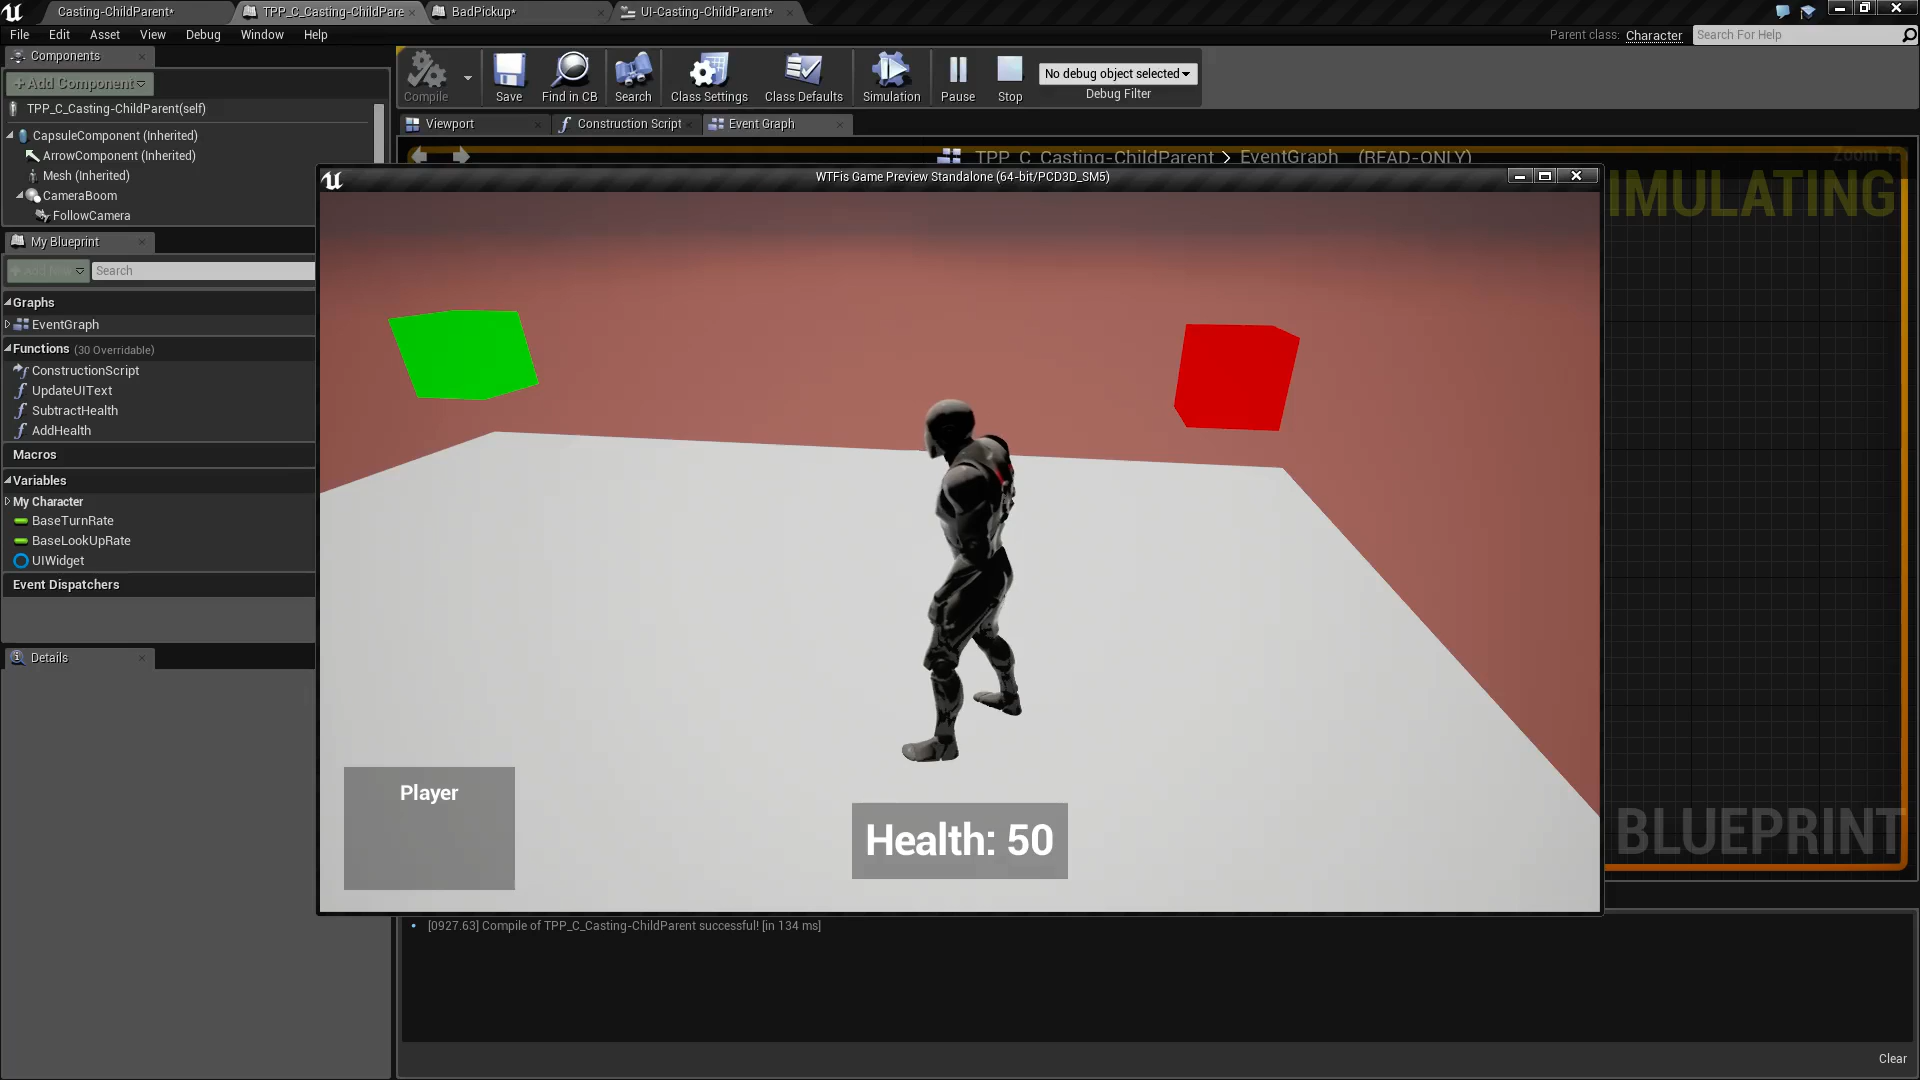 Casting-ChildParent*
TPP_C_Casting-ChildPare
BadPickup*
UI-Casting-ChildParent*
File Edit Asset View Debug Window Help
Parent class: Character
Search For Help
Components
+Add Component
TPP_C_Casting-ChildParent(self)
CapsuleComponent (Inherited)
ArrowComponent (Inherited)
Mesh (Inherited)
CameraBoom
FollowCamera
My Blueprint
Search
Graphs
EventGraph
Functions (30 Overridable)
ConstructionScript
UpdateUIText
SubtractHealth
AddHealth
Macros
Variables
My Character
BaseTurnRate
BaseLookUpRate
UIWidget
Event Dispatchers
Details
Compile
Save
Find in CB
Search
Class Settings
Class Defaults
Simulation
Pause
Stop
No debug object selected
Debug Filter
Viewport
Construction Script
Event Graph
TPP_C_Casting-ChildParent > EventGraph (READ-ONLY)
Zoom 1:1
IMULATING
WTFis Game Preview Standalone (64-bit/PCD3D_SM5)
Player
Health: 50
BLUEPRINT
[0927.63] Compile of TPP_C_Casting-ChildParent successful! [in 134 ms]
Clear